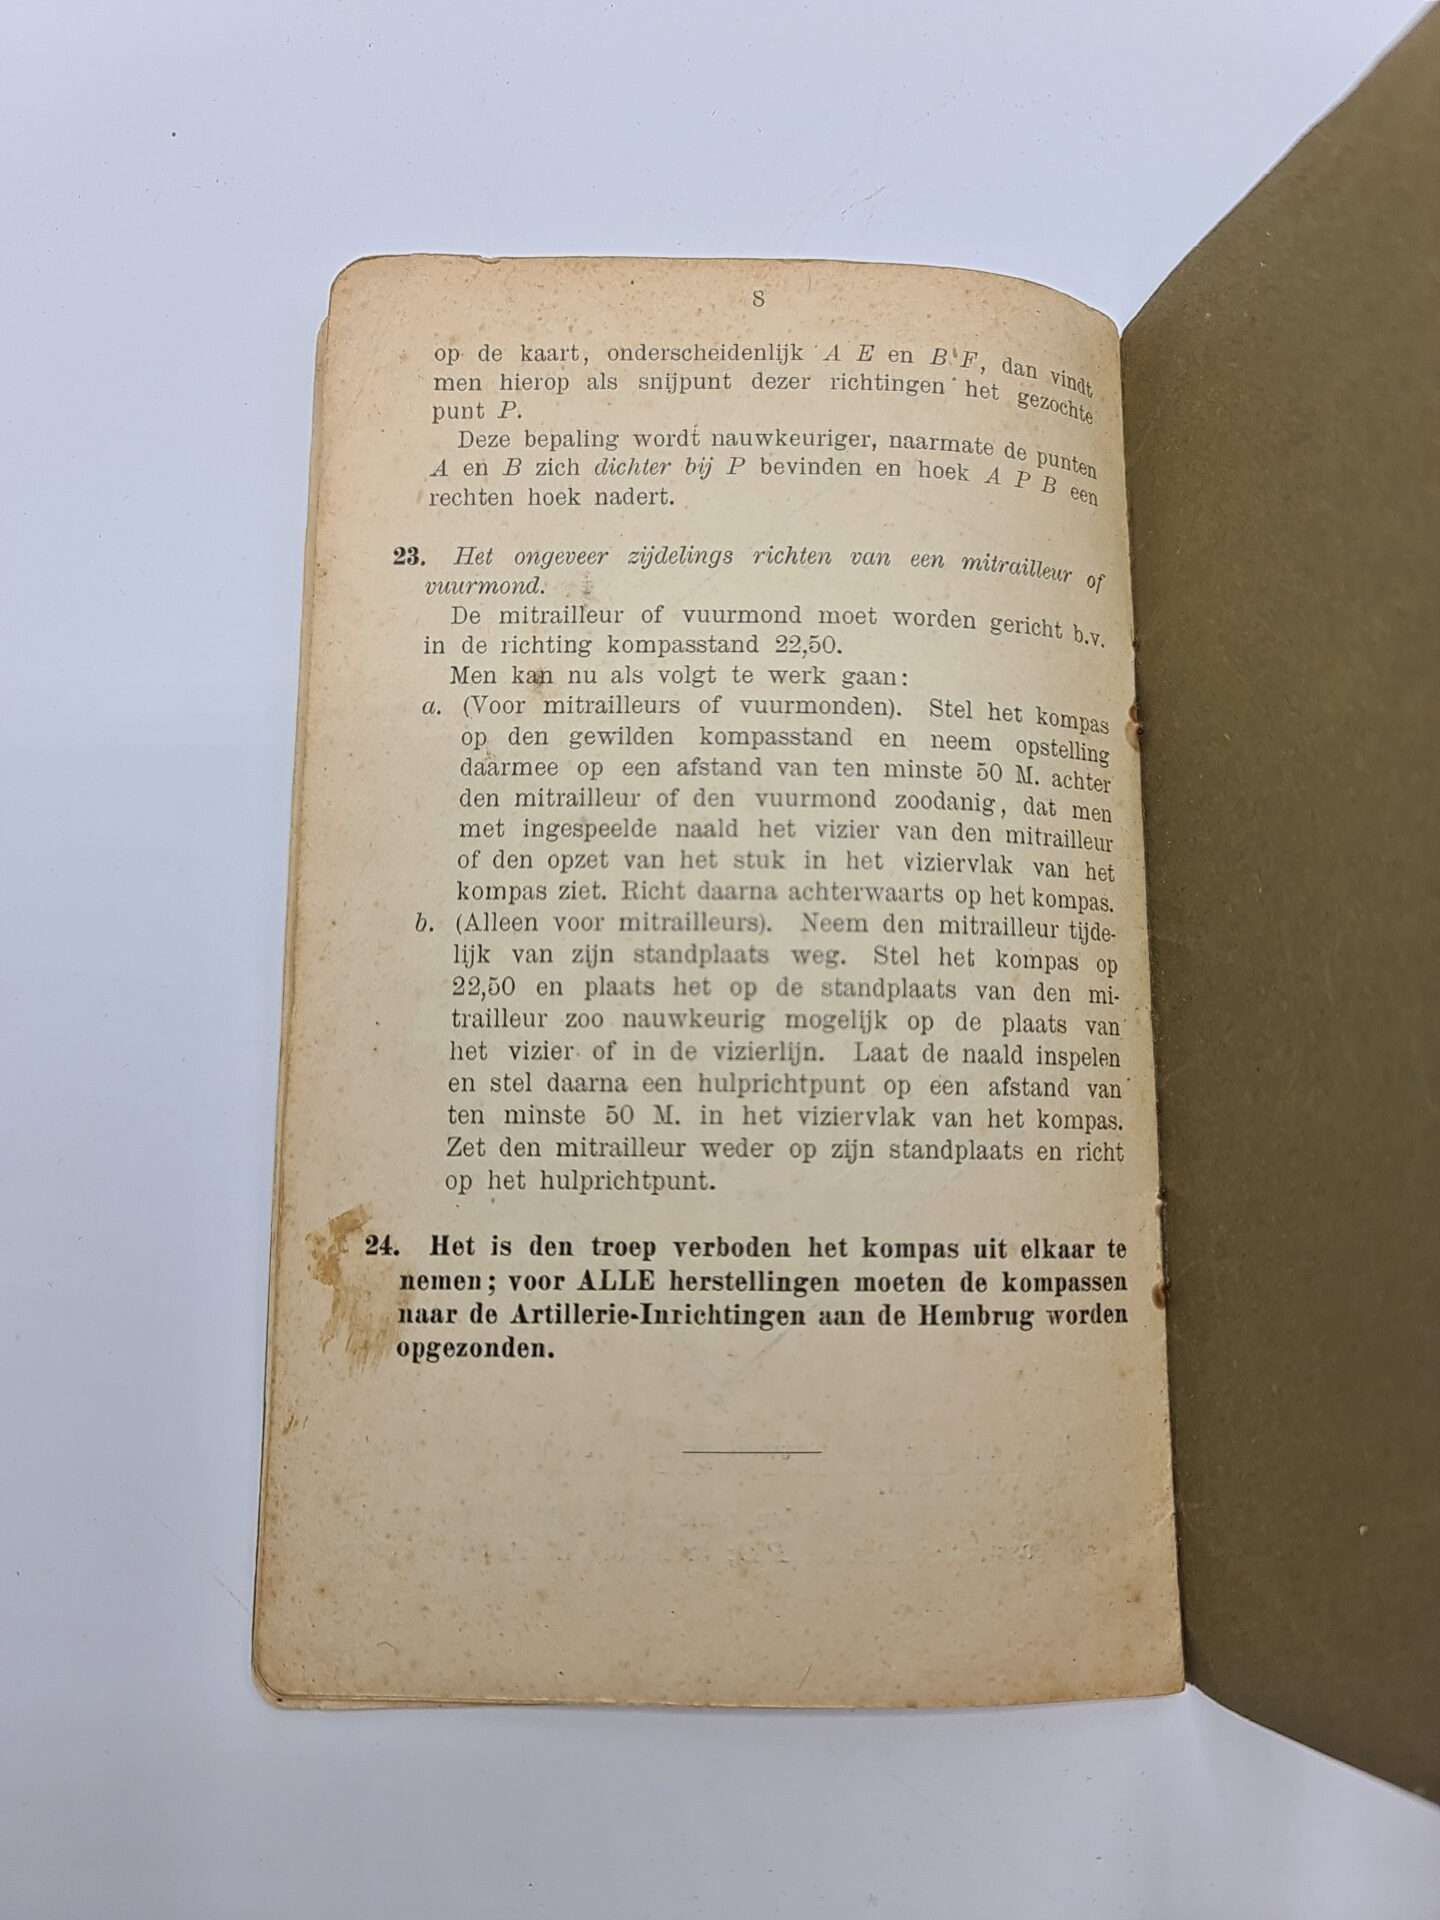 8
op de kaart, onderscheidenlijk A E en B F, dan vindt
men hierop als snijpunt dezer richtingen het gezochte
punt P.
Deze bepaling wordt nauwkeuriger, naarmate de punten
A en B zich dichter bij P bevinden en hoek A P B een
rechten hoek nadert.
23. Het ongeveer zijdelings richten van een mitrailleur of
vuurmond.
De mitrailleur of vuurmond moet worden gericht b.v.
in de richting kompasstand 22,50.
Men kan nu als volgt te werk gaan:
a. (Voor mitrailleurs of vuurmonden). Stel het kompas
op den gewilden kompasstand en neem opstelling
daarmee op een afstand van ten minste 50 M. achter
den mitrailleur of den vuurmond zoodanig, dat men
met ingespeelde naald het vizier van den mitrailleur
of den opzet van het stuk in het viziervlak van het
kompas ziet. Richt daarna achterwaarts op het kompas.
b. (Alleen voor mitrailleurs). Neem den mitrailleur tijde-
lijk van zijn standplaats weg. Stel het kompas op
22,50 en plaats het op de standplaats van den mi-
trailleur zoo nauwkeurig mogelijk op de plaats van
het vizier of in de vizierlijn. Laat de naald inspelen
en stel daarna een hulprichtpunt op een afstand van
ten minste 50 M. in het viziervlak van het kompas.
Zet den mitrailleur weder op zijn standplaats en richt
op het hulprichtpunt.
24. Het is den troep verboden het kompas uit elkaar te
nemen; voor ALLE herstellingen moeten de kompassen
naar de Artillerie-Inrichtingen aan de Hembrug worden
opgezonden.